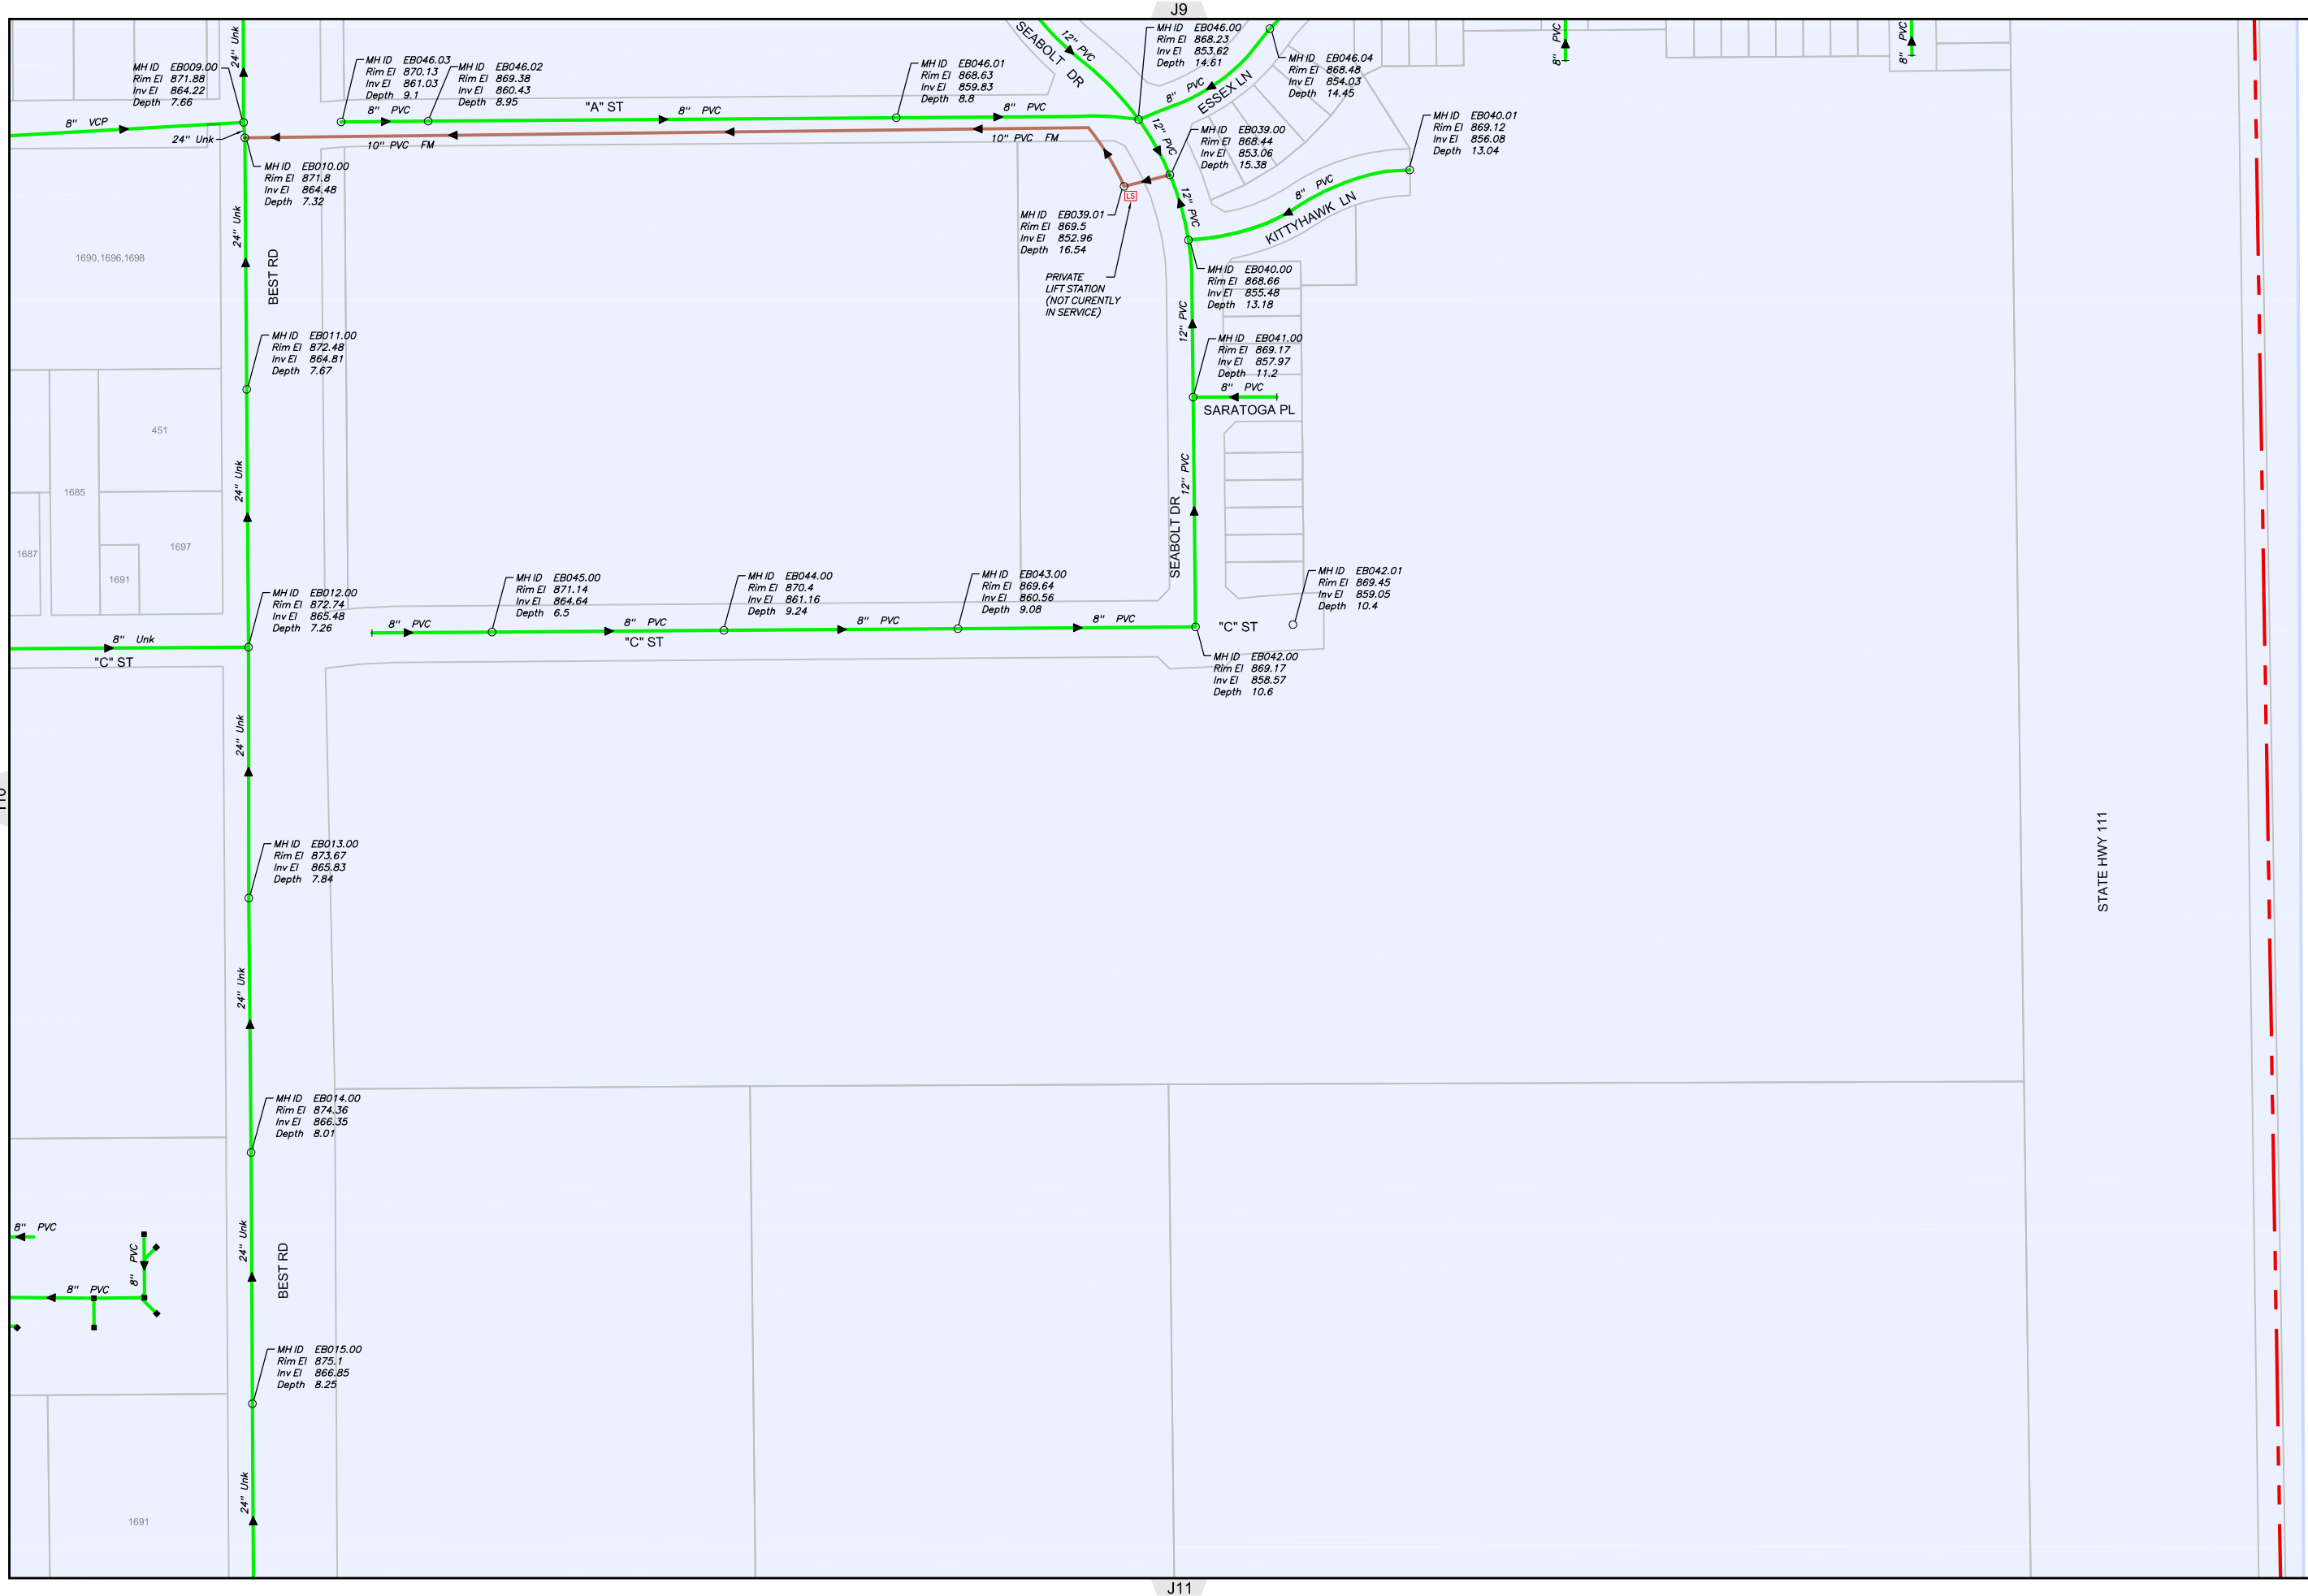 J9
24" Unk
MH ID EB009.00
Rim El 871.88
Inv El 864.22
Depth 7.66
8" VCP
24" Unk
MH ID EB046.03
Rim El 870.13
Inv El 861.03
Depth 9.1
8" PVC
MH ID EB046.02
Rim El 869.38
Inv El 860.43
Depth 8.95
"A" ST
8" PVC
MH ID EB046.01
Rim El 868.63
Inv El 859.83
Depth 8.8
8" PVC
SEABOLT DR
12" PVC
MH ID EB046.00
Rim El 868.23
Inv El 853.62
Depth 14.61
8" PVC
ESSEX LN
MH ID EB046.04
Rim El 868.48
Inv El 854.03
Depth 14.45
8" PVC
8" PVC
10" PVC FM
10" PVC FM
12" PVC
MH ID EB039.00
Rim El 868.44
Inv El 853.06
Depth 15.38
MH ID EB040.01
Rim El 869.12
Inv El 856.08
Depth 13.04
MH ID EB010.00
Rim El 871.8
Inv El 864.48
Depth 7.32
LS
12" PVC
8" PVC
KITTYHAWK LN
MH ID EB039.01
Rim El 869.5
Inv El 852.96
Depth 16.54
24" Unk
1690,1696,1698
BEST RD
PRIVATE
LIFT STATION
(NOT CURENTLY
IN SERVICE)
MH ID EB040.00
Rim El 868.66
Inv El 855.48
Depth 13.18
12" PVC
MH ID EB011.00
Rim El 872.48
Inv El 864.81
Depth 7.67
MH ID EB041.00
Rim El 869.17
Inv El 857.97
Depth 11.2
8" PVC
SARATOGA PL
451
24" Unk
1685
12" PVC
SEABOLT DR
1687
1697
1691
MH ID EB012.00
Rim El 872.74
Inv El 865.48
Depth 7.26
MH ID EB045.00
Rim El 871.14
Inv El 864.64
Depth 6.5
MH ID EB044.00
Rim El 870.4
Inv El 861.16
Depth 9.24
MH ID EB043.00
Rim El 869.64
Inv El 860.56
Depth 9.08
MH ID EB042.01
Rim El 869.45
Inv El 859.05
Depth 10.4
8" Unk
"C" ST
8" PVC
8" PVC
"C" ST
8" PVC
8" PVC
"C" ST
MH ID EB042.00
Rim El 869.17
Inv El 858.57
Depth 10.6
24" Unk
MH ID EB013.00
Rim El 873.67
Inv El 865.83
Depth 7.84
STATE HWY 111
24" Unk
MH ID EB014.00
Rim El 874.36
Inv El 866.35
Depth 8.01
8" PVC
8" PVC
8" PVC
24" Unk
BEST RD
MH ID EB015.00
Rim El 875.1
Inv El 866.85
Depth 8.25
24" Unk
1691
J11